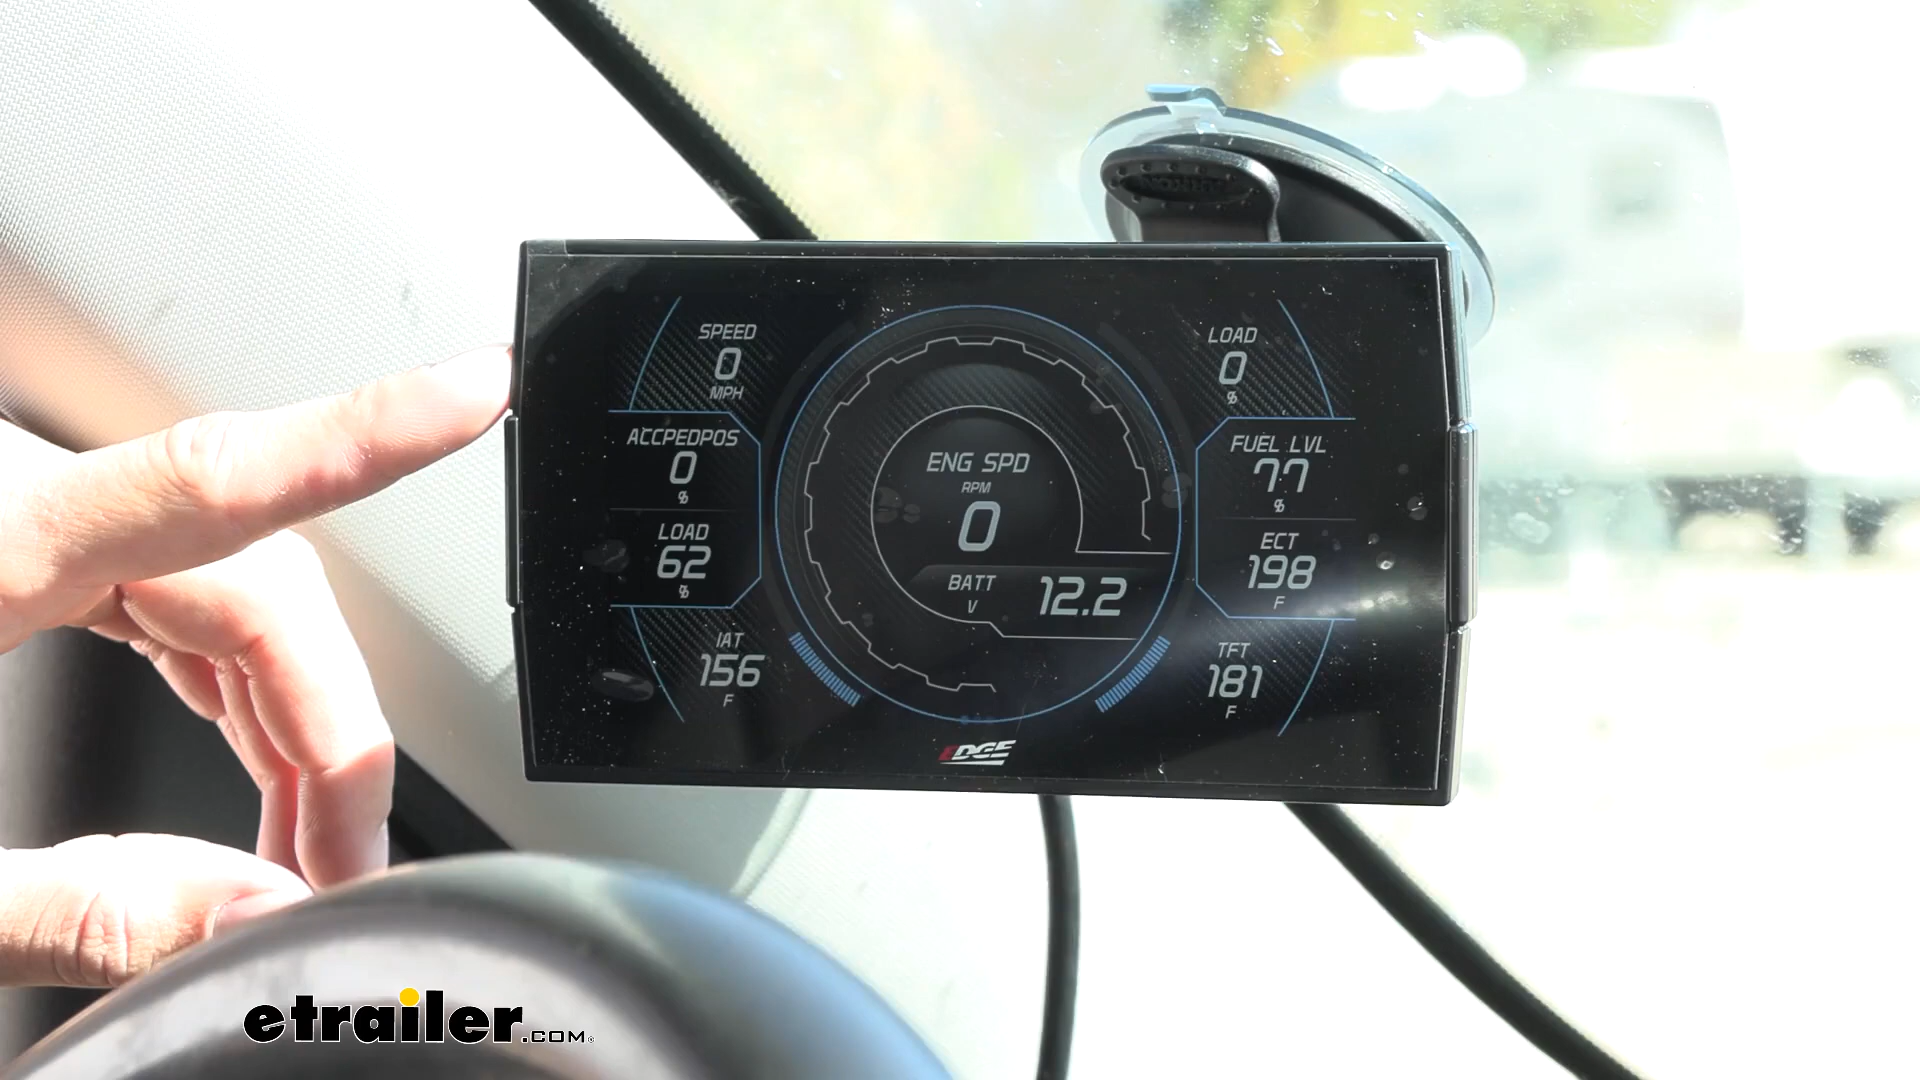 SPEED
0
MPH
ACCPEDPOS
0
%
LOAD
62
%
IAT
156
F
ENG SPD
RPM
0
BATT
V
12.2
LOAD
0
%
FUEL LVL
77
%
ECT
198
F
TFT
181
F
EDGE
etrailer.com